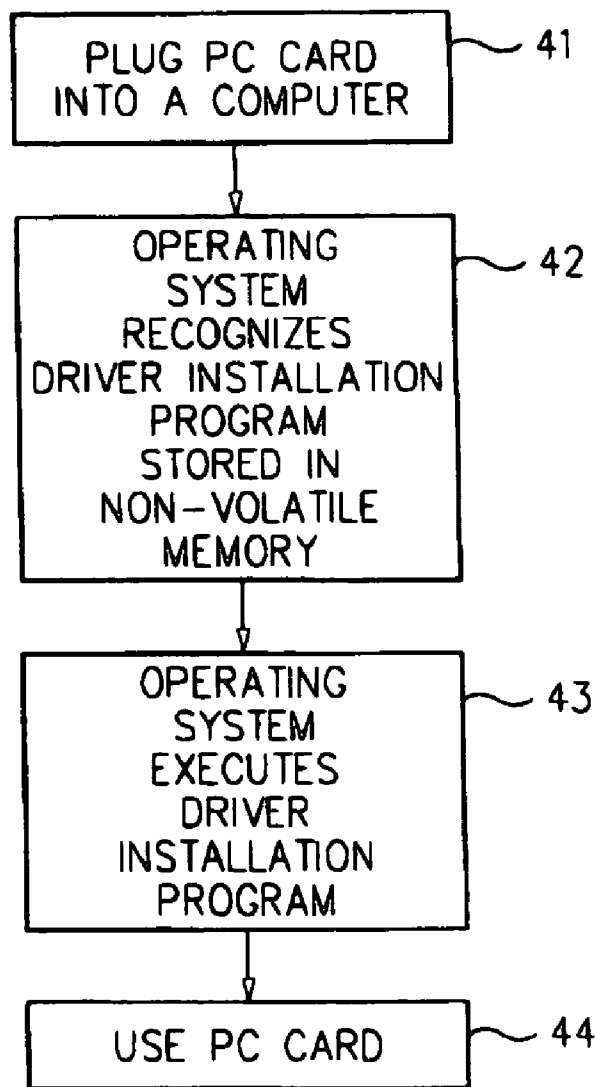 PLUG PC CARD
INTO A COMPUTER
41
OPERATING
SYSTEM
RECOGNIZES
DRIVER INSTALLATION
PROGRAM
STORED IN
NON-VOLATILE
MEMORY
42
OPERATING
SYSTEM
EXECUTES
DRIVER
INSTALLATION
PROGRAM
43
USE PC CARD
44